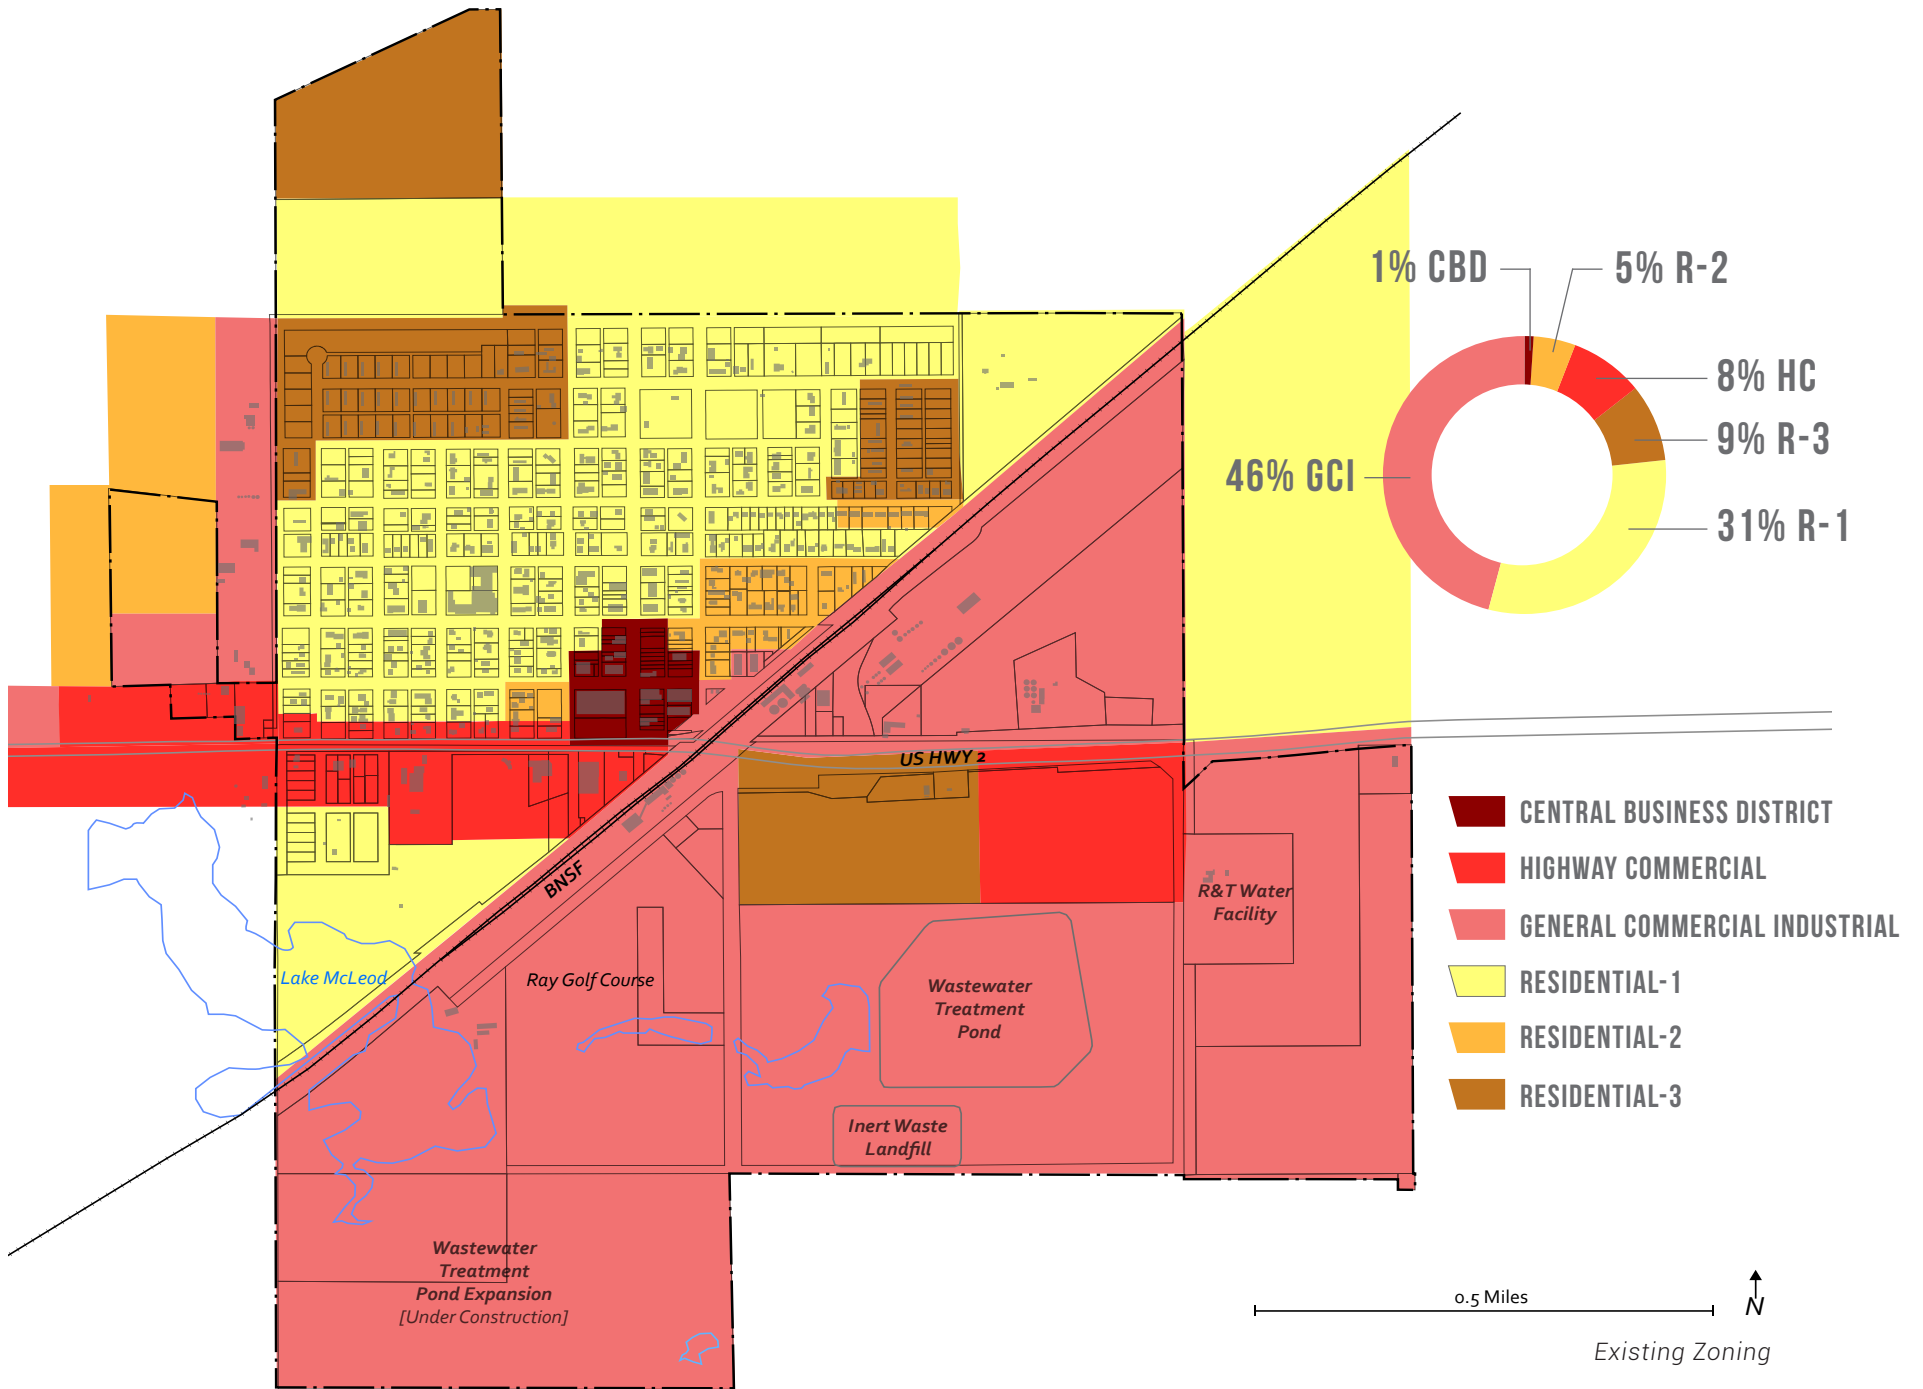 1% CBD
5% R-2
8% HC
9% R-3
46% GCI
31% R-1
US HWY 2
CENTRAL BUSINESS DISTRICT
HIGHWAY COMMERCIAL
GENERAL COMMERCIAL INDUSTRIAL
RESIDENTIAL-1
RESIDENTIAL-2
RESIDENTIAL-3
BNSF
R&T Water
Facility
Lake McLeod
Ray Golf Course
Wastewater
Treatment
Pond
Inert Waste
Landfill
Wastewater
Treatment
Pond Expansion
[Under Construction]
0.5 Miles
N
Existing Zoning